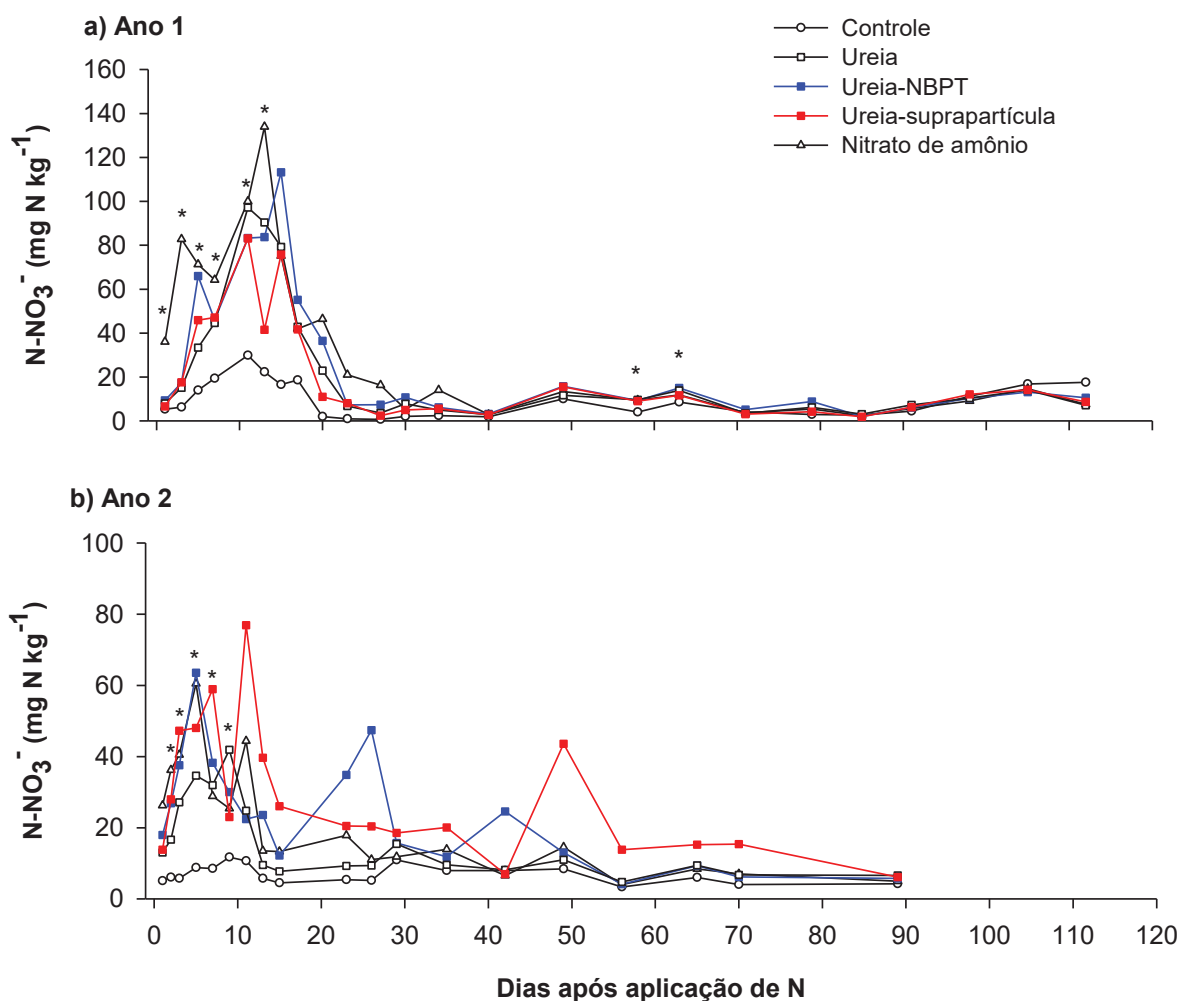 a) Ano 1
Controle
Ureia
Ureia-NBPT
Ureia-suprapartícula
Nitrato de amônio
N-NO3- (mg N kg-1)
160
140
120
100
80
60
40
20
0
* * * * * * * *
b) Ano 2
N-NO3- (mg N kg-1)
100
80
60
40
20
0
* * * * *
0 10 20 30 40 50 60 70 80 90 100 110 120
Dias após aplicação de N